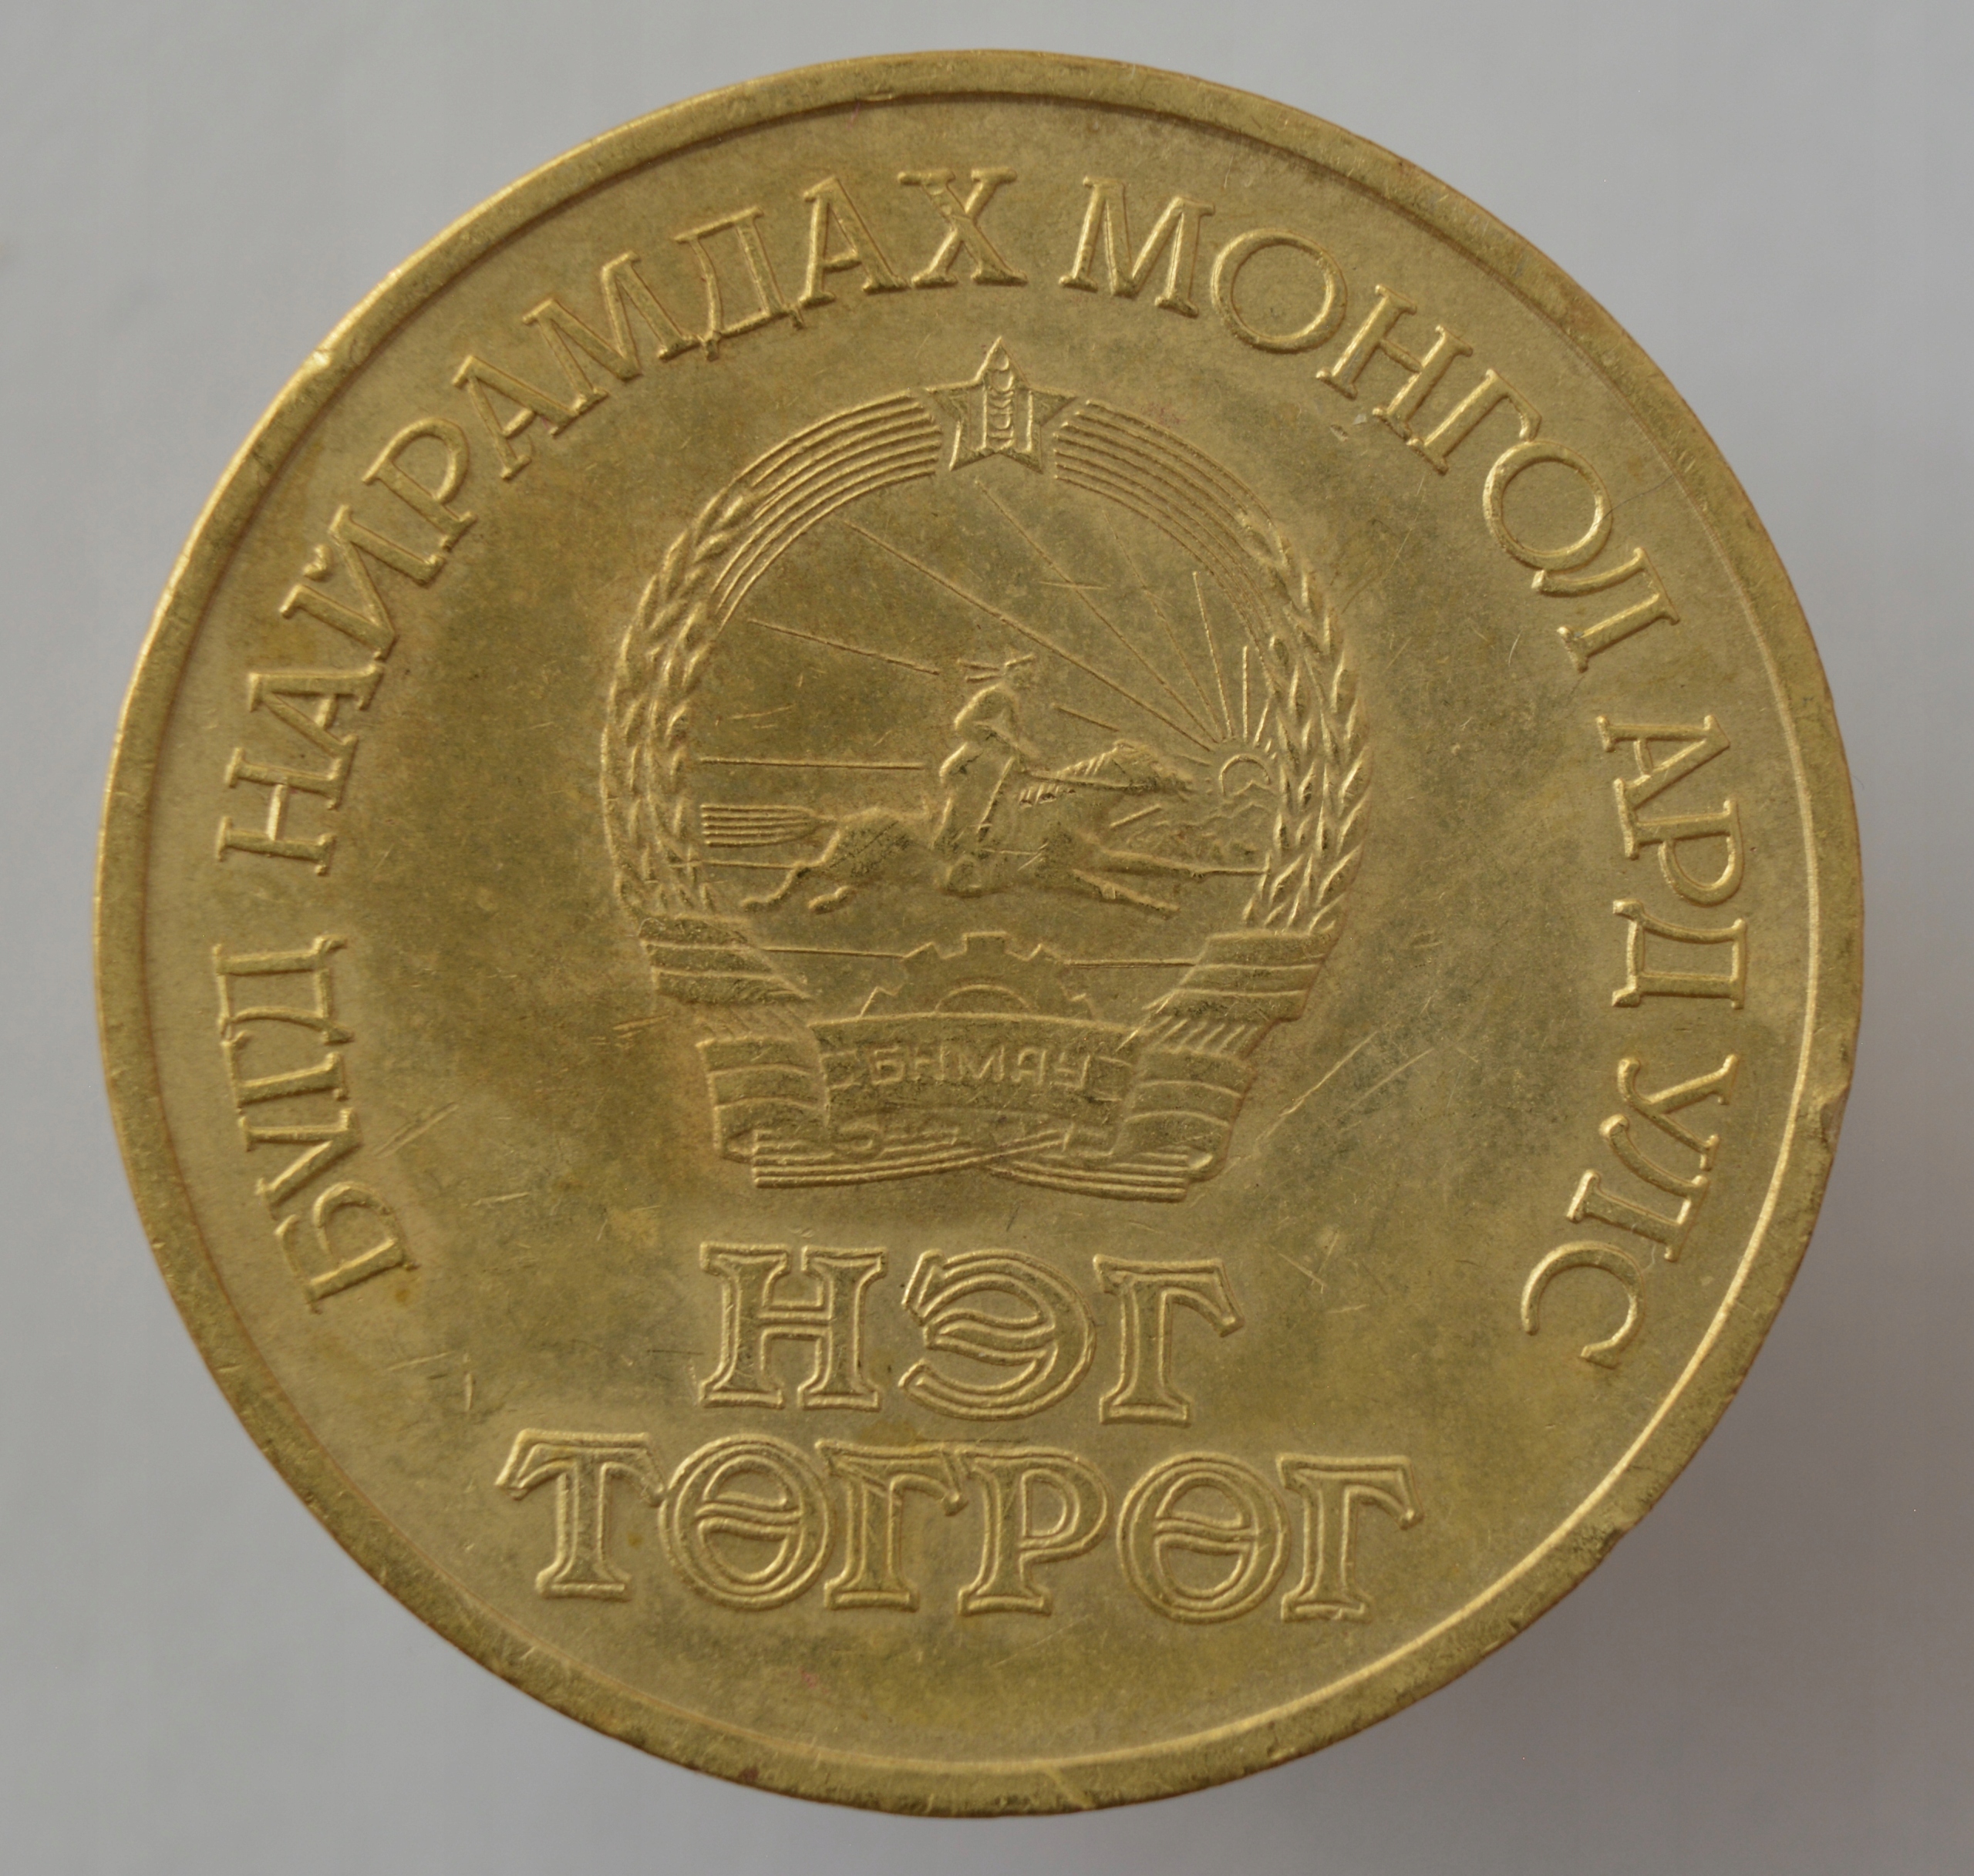 БҮГД НАЙРАМДАХ МОНГОЛ АРД УЛС
БНМАУ
НЭГ
ТӨГРӨГ